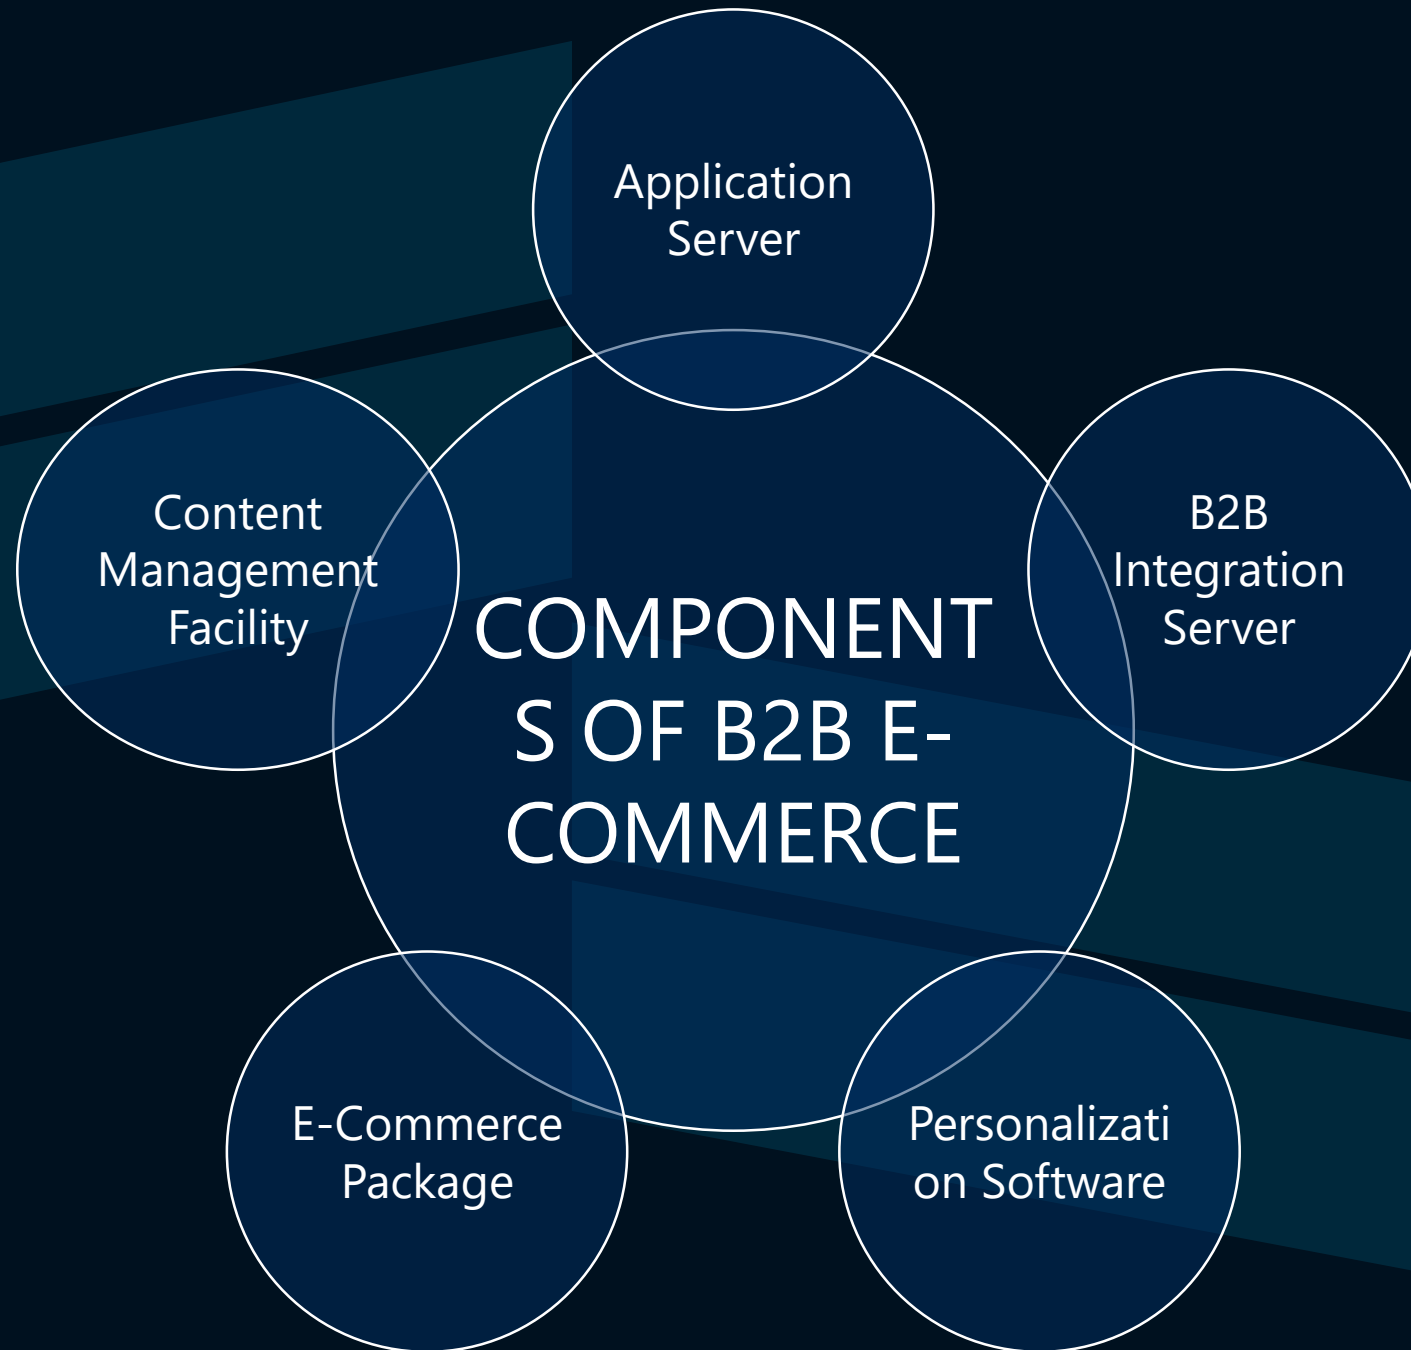 Application
Server
Content
Management
Facility
B2B
Integration
Server
COMPONENT
S OF B2B E-
COMMERCE
E-Commerce
Package
Personalizati
on Software